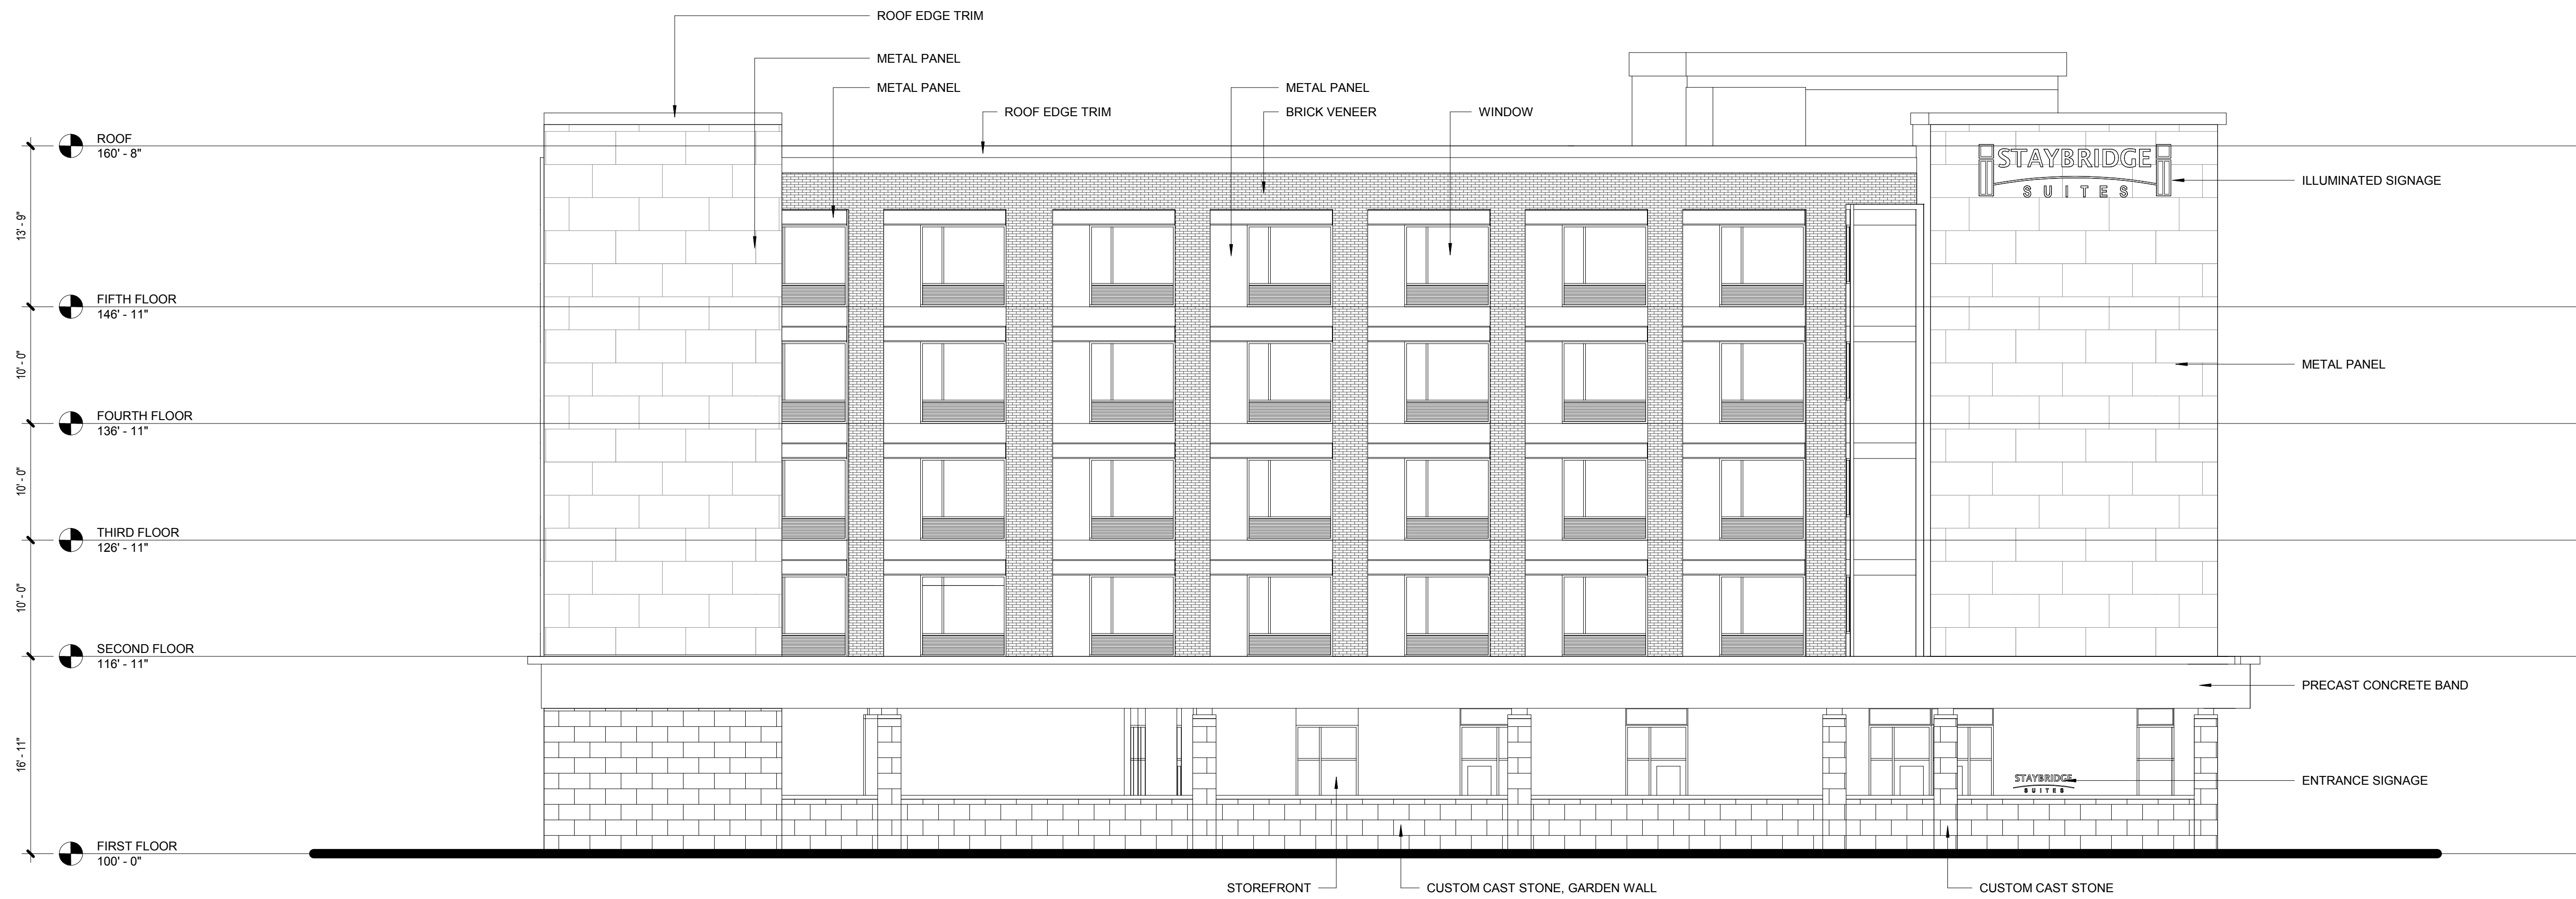 ROOF EDGE TRIM
METAL PANEL
METAL PANEL
METAL PANEL
ROOF EDGE TRIM
BRICK VENEER
WINDOW
ROOF
160' - 8"
STAYBRIDGE
SUITES
ILLUMINATED SIGNAGE
13' - 9"
FIFTH FLOOR
146' - 11"
10' - 0"
METAL PANEL
FOURTH FLOOR
136' - 11"
10' - 0"
THIRD FLOOR
126' - 11"
10' - 0"
SECOND FLOOR
116' - 11"
PRECAST CONCRETE BAND
16' - 11"
STAYBRIDGE
SUITES
ENTRANCE SIGNAGE
FIRST FLOOR
100' - 0"
STOREFRONT
CUSTOM CAST STONE, GARDEN WALL
CUSTOM CAST STONE